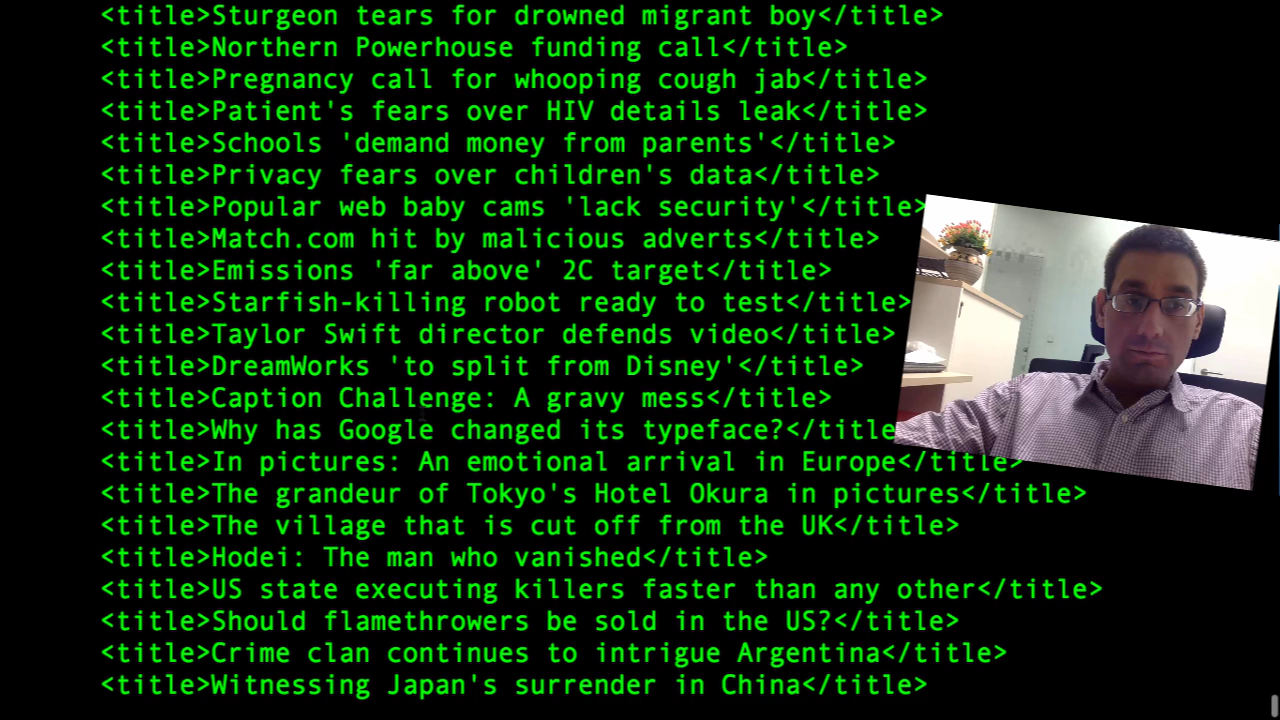 <title>Sturgeon tears for drowned migrant boy</title>
<title>Northern Powerhouse funding call</title>
<title>Pregnancy call for whooping cough jab</title>
<title>Patient's fears over HIV details leak</title>
<title>Schools 'demand money from parents'</title>
<title>Privacy fears over children's data</title>
<title>Popular web baby cams 'lack security'</title>
<title>Match.com hit by malicious adverts</title>
<title>Emissions 'far above' 2C target</title>
<title>Starfish-killing robot ready to test</title>
<title>Taylor Swift director defends video</title>
<title>DreamWorks 'to split from Disney'</title>
<title>Caption Challenge: A gravy mess</title>
<title>Why has Google changed its typeface?</title
<title>In pictures: An emotional arrival in Europe</title>
<title>The grandeur of Tokyo's Hotel Okura in pictures</title>
<title>The village that is cut off from the UK</title>
<title>Hodei: The man who vanished</title>
<title>US state executing killers faster than any other</title>
<title>Should flamethrowers be sold in the US?</title>
<title>Crime clan continues to intrigue Argentina</title>
<title>Witnessing Japan's surrender in China</title>